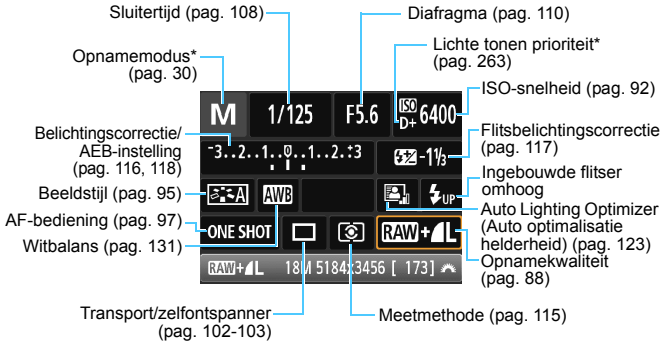 Sluitertijd (pag. 108)
Diafragma (pag. 110)
Opnamemodus*
(pag. 30)
Lichte tonen prioriteit*
(pag. 263)
ISO-snelheid (pag. 92)
M 1/125 F5.6 ISO D+ 6400
Belichtingscorrectie/
AEB-instelling
(pag. 116, 118)
-3..2..1..0..1..2..+3
-1 1/3
Flitsbelichtingscorrectie
(pag. 117)
Beeldstijl (pag. 95)
A AWB UP
Ingebouwde flitser
omhoog
AF-bediening (pag. 97)
Witbalans (pag. 131)
ONE SHOT RAW+L
Auto Lighting Optimizer
(Auto optimalisatie
helderheid) (pag. 123)
Opnamekwaliteit
(pag. 88)
RAW+L 18M 5184x3456 [ 173]
Transport/zelfontspanner
(pag. 102-103)
Meetmethode (pag. 115)